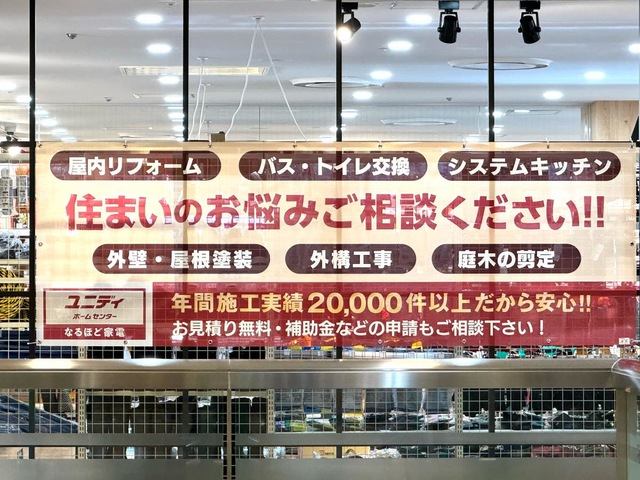 屋内リフォーム
バス・トイレ交換
システムキッチン
住まいのお悩みご相談ください!!
外壁・屋根塗装
外構工事
庭木の剪定
ユニディ
ホームセンター
なるほど家電
年間施工実績20,000件以上だから安心!!
お見積り無料・補助金などの申請もご相談下さい！